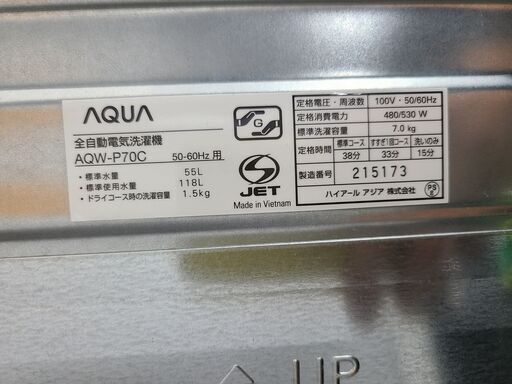 AQUA
全自動電気洗濯機
AQW-P70C 50-60Hz 用
・標準水量 55L
・標準使用水量 118L
・ドライコース時の洗濯容量 1.5kg
G
JET
Made in Vietnam
定格電圧・周波数 100V・50/60Hz
定格消費電力 480/530 W
標準洗濯容量 7.0 kg
定格時間 標準コース すすぎ1回コース 洗いのみ
38分 33分 15分
製造番号 215173
ハイアール アジア 株式会社
PS
E
UP